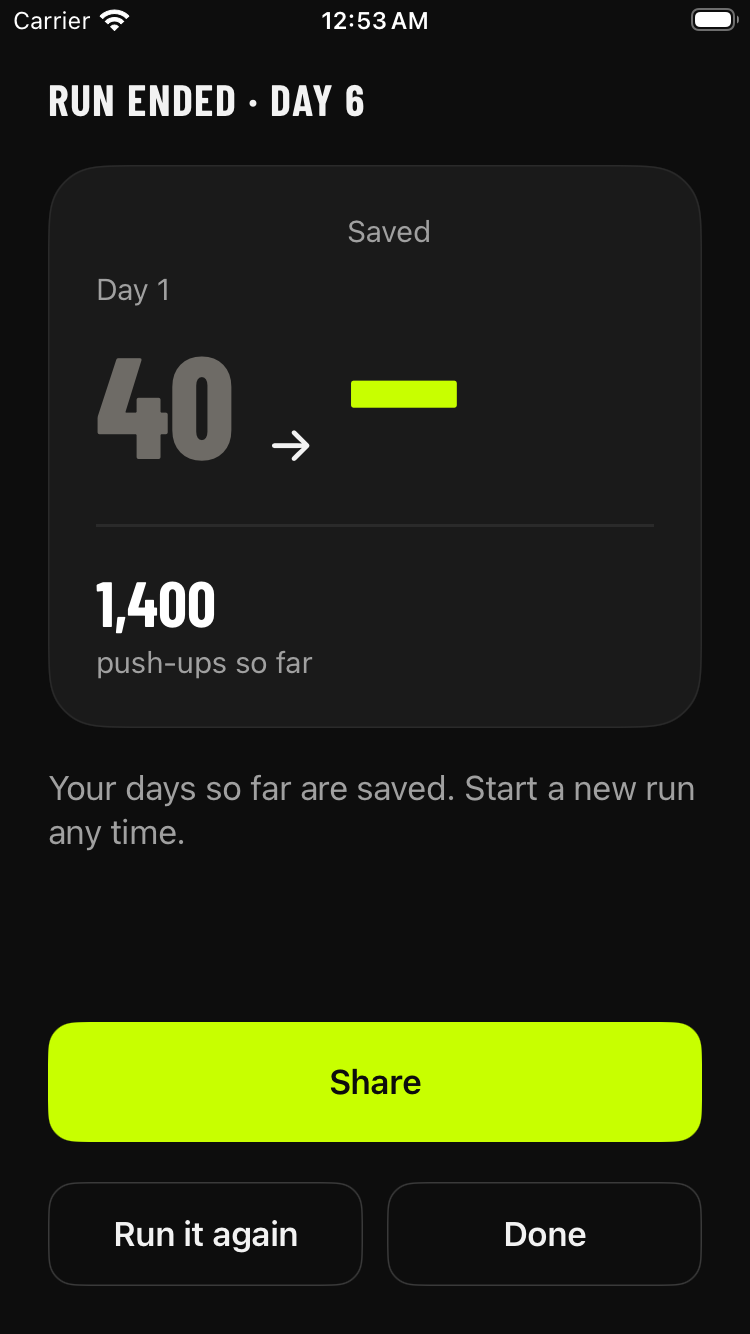 Carrier 12:53 AM
RUN ENDED · DAY 6
Saved
Day 1
40 → –
1,400
push-ups so far
Your days so far are saved. Start a new run
any time.
Share
Run it again
Done